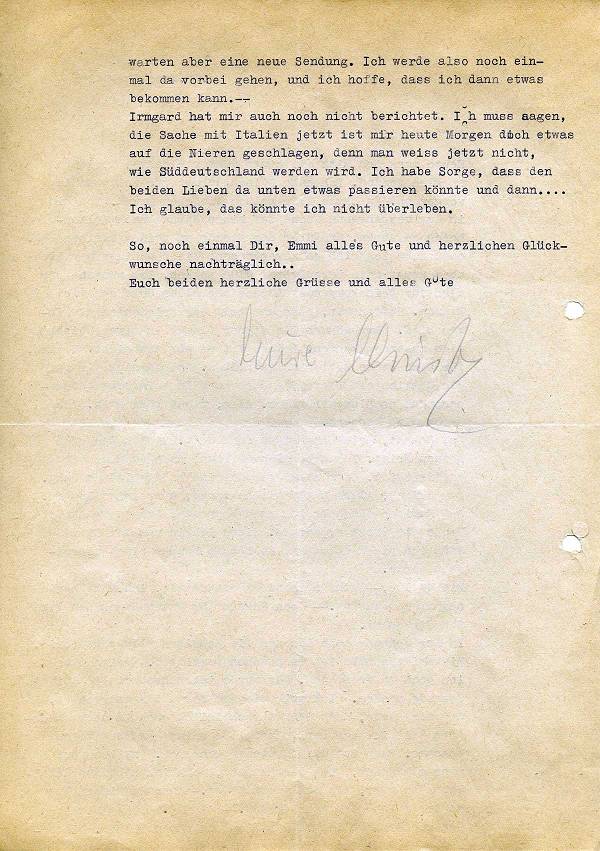 warten aber eine neue Sendung. Ich werde also noch ein-
mal da vorbei gehen, und ich hoffe, dass ich dann etwas
bekommen kann.--
Irmgard hat mir auch noch nicht berichtet. Ich muss aagen,
die Sache mit Italien jetzt ist mir heute Morgen doch etwas
auf die Nieren geschlagen, denn man weiss jetzt nicht,
wie Süddeutschland werden wird. Ich habe Sorge, dass den
beiden Lieben da unten etwas passieren könnte und dann....
Ich glaube, das könnte ich nicht überleben.
So, noch einmal Dir, Emmi alles Gute und herzlichen Glück-
wunsche nachträglich..
Euch beiden herzliche Grüsse und alles Gute